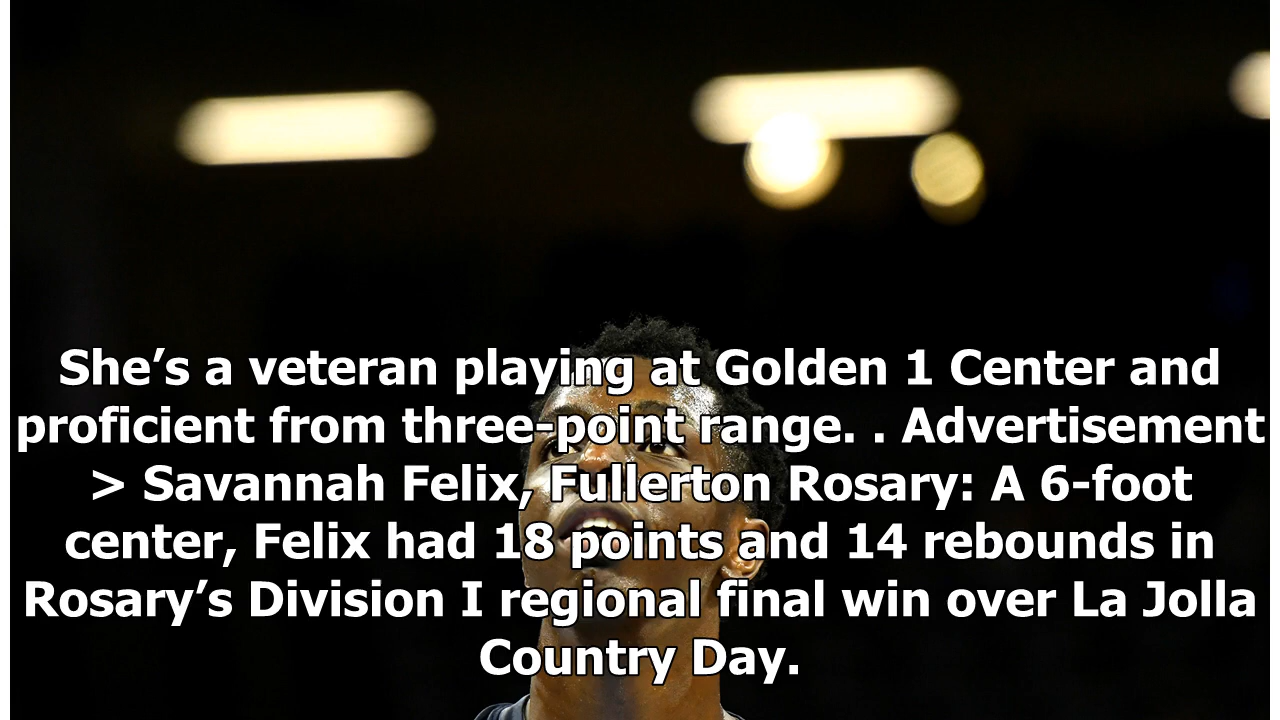 She’s a veteran playing at Golden 1 Center and
proficient from three-point range. . Advertisement
> Savannah Felix, Fullerton Rosary: A 6-foot
center, Felix had 18 points and 14 rebounds in
Rosary’s Division I regional final win over La Jolla
Country Day.